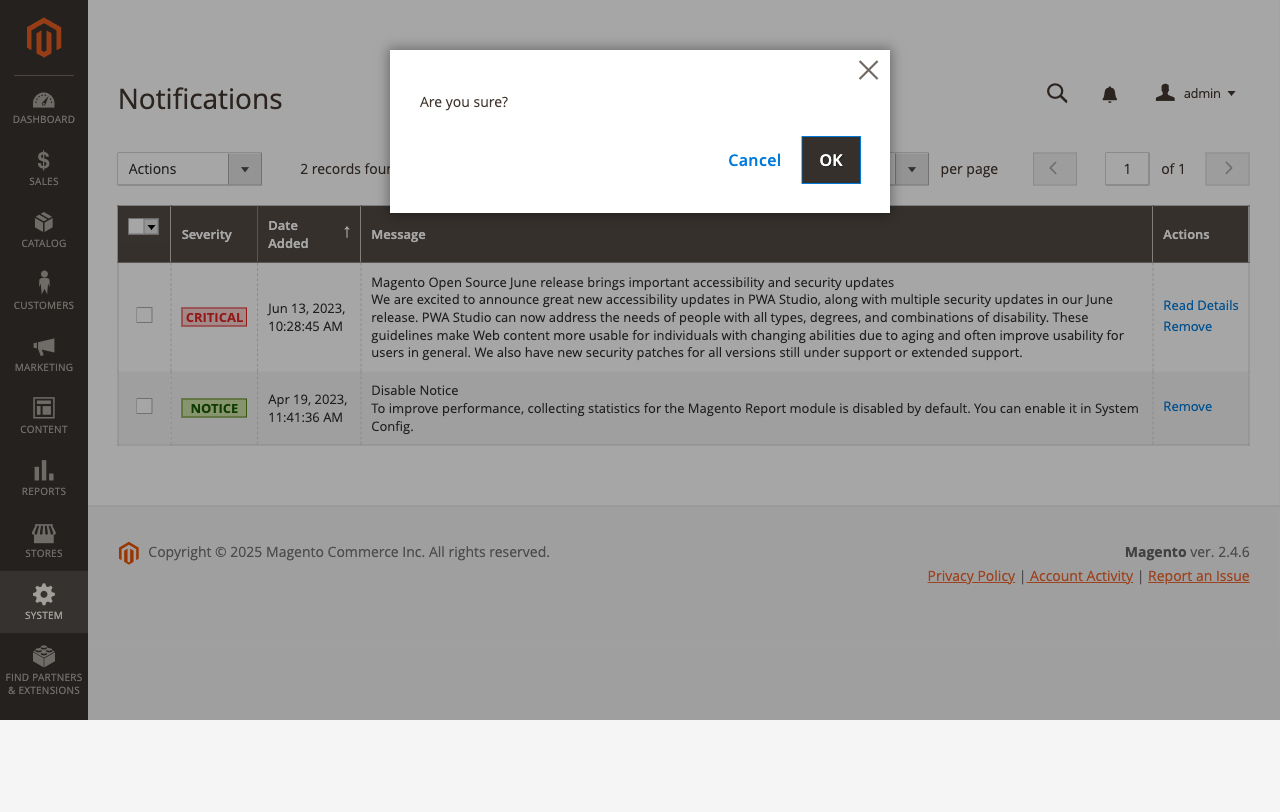 DASHBOARD
SALES
CATALOG
CUSTOMERS
MARKETING
CONTENT
REPORTS
STORES
SYSTEM
FIND PARTNERS
& EXTENSIONS
Notifications
admin
Are you sure?
Cancel
OK
Actions
2 records
per page
1
of 1
Severity
Date
Added
↑
Message
Actions
CRITICAL
Jun 13, 2023,
10:28:45 AM
Magento Open Source June release brings important accessibility and security updates
We are excited to announce great new accessibility updates in PWA Studio, along with multiple security updates in our June
release. PWA Studio can now address the needs of people with all types, degrees, and combinations of disability. These
guidelines make Web content more usable for individuals with changing abilities due to aging and often improve usability for
users in general. We also have new security patches for all versions still under support or extended support.
Read Details
Remove
NOTICE
Apr 19, 2023,
11:41:36 AM
Disable Notice
To improve performance, collecting statistics for the Magento Report module is disabled by default. You can enable it in System
Config.
Remove
Copyright © 2025 Magento Commerce Inc. All rights reserved.
Magento ver. 2.4.6
Privacy Policy | Account Activity | Report an Issue